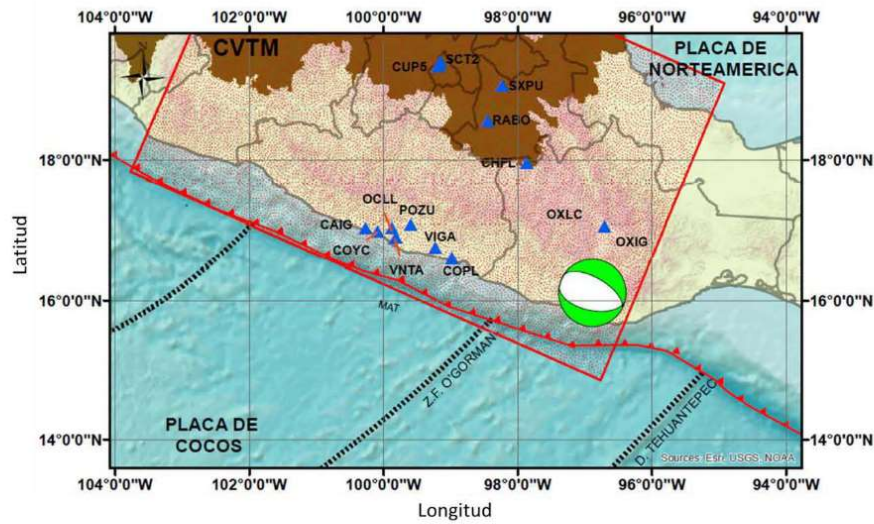 104°0'0"W 102°0'0"W 100°0'0"W 98°0'0"W 96°0'0"W 94°0'0"W
CVTM
PLACA DE
NORTEAMERICA
CUP5
SCT2
SXPU
RABO
CHFL
18°0'0"N
18°0'0"N
OCLL
POZU
OXLC
CAIG
VIGA
OXIG
COYC
VNTA
COPL
16°0'0"N
16°0'0"N
MAT
Z.F. O'GORMAN
D. TEHUANTEPEC
PLACA DE
COCOS
14°0'0"N
14°0'0"N
Sources: Esri, USGS, NOAA
104°0'0"W 102°0'0"W 100°0'0"W 98°0'0"W 96°0'0"W 94°0'0"W
Latitud
Longitud